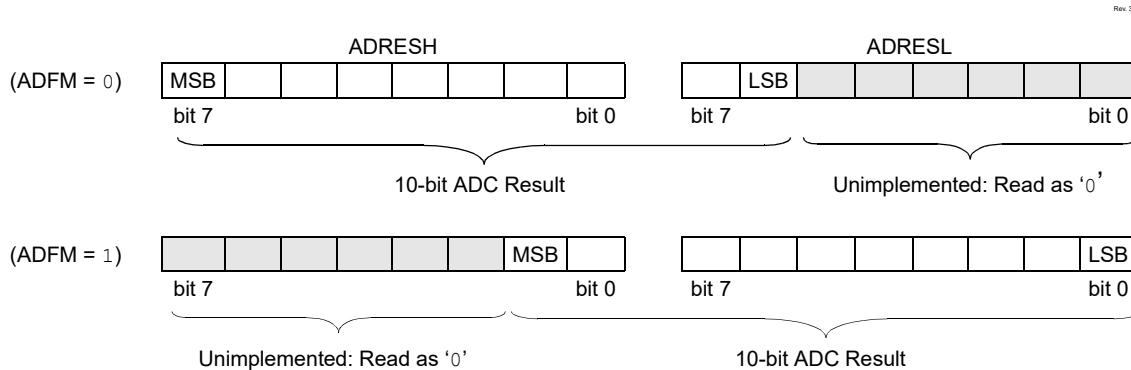 Rev. 3
ADRESH ADRESL
(ADFM = 0) MSB LSB
bit 7 bit 0 bit 7 bit 0
10-bit ADC Result Unimplemented: Read as ‘0’
(ADFM = 1) MSB LSB
bit 7 bit 0 bit 7 bit 0
Unimplemented: Read as ‘0’ 10-bit ADC Result